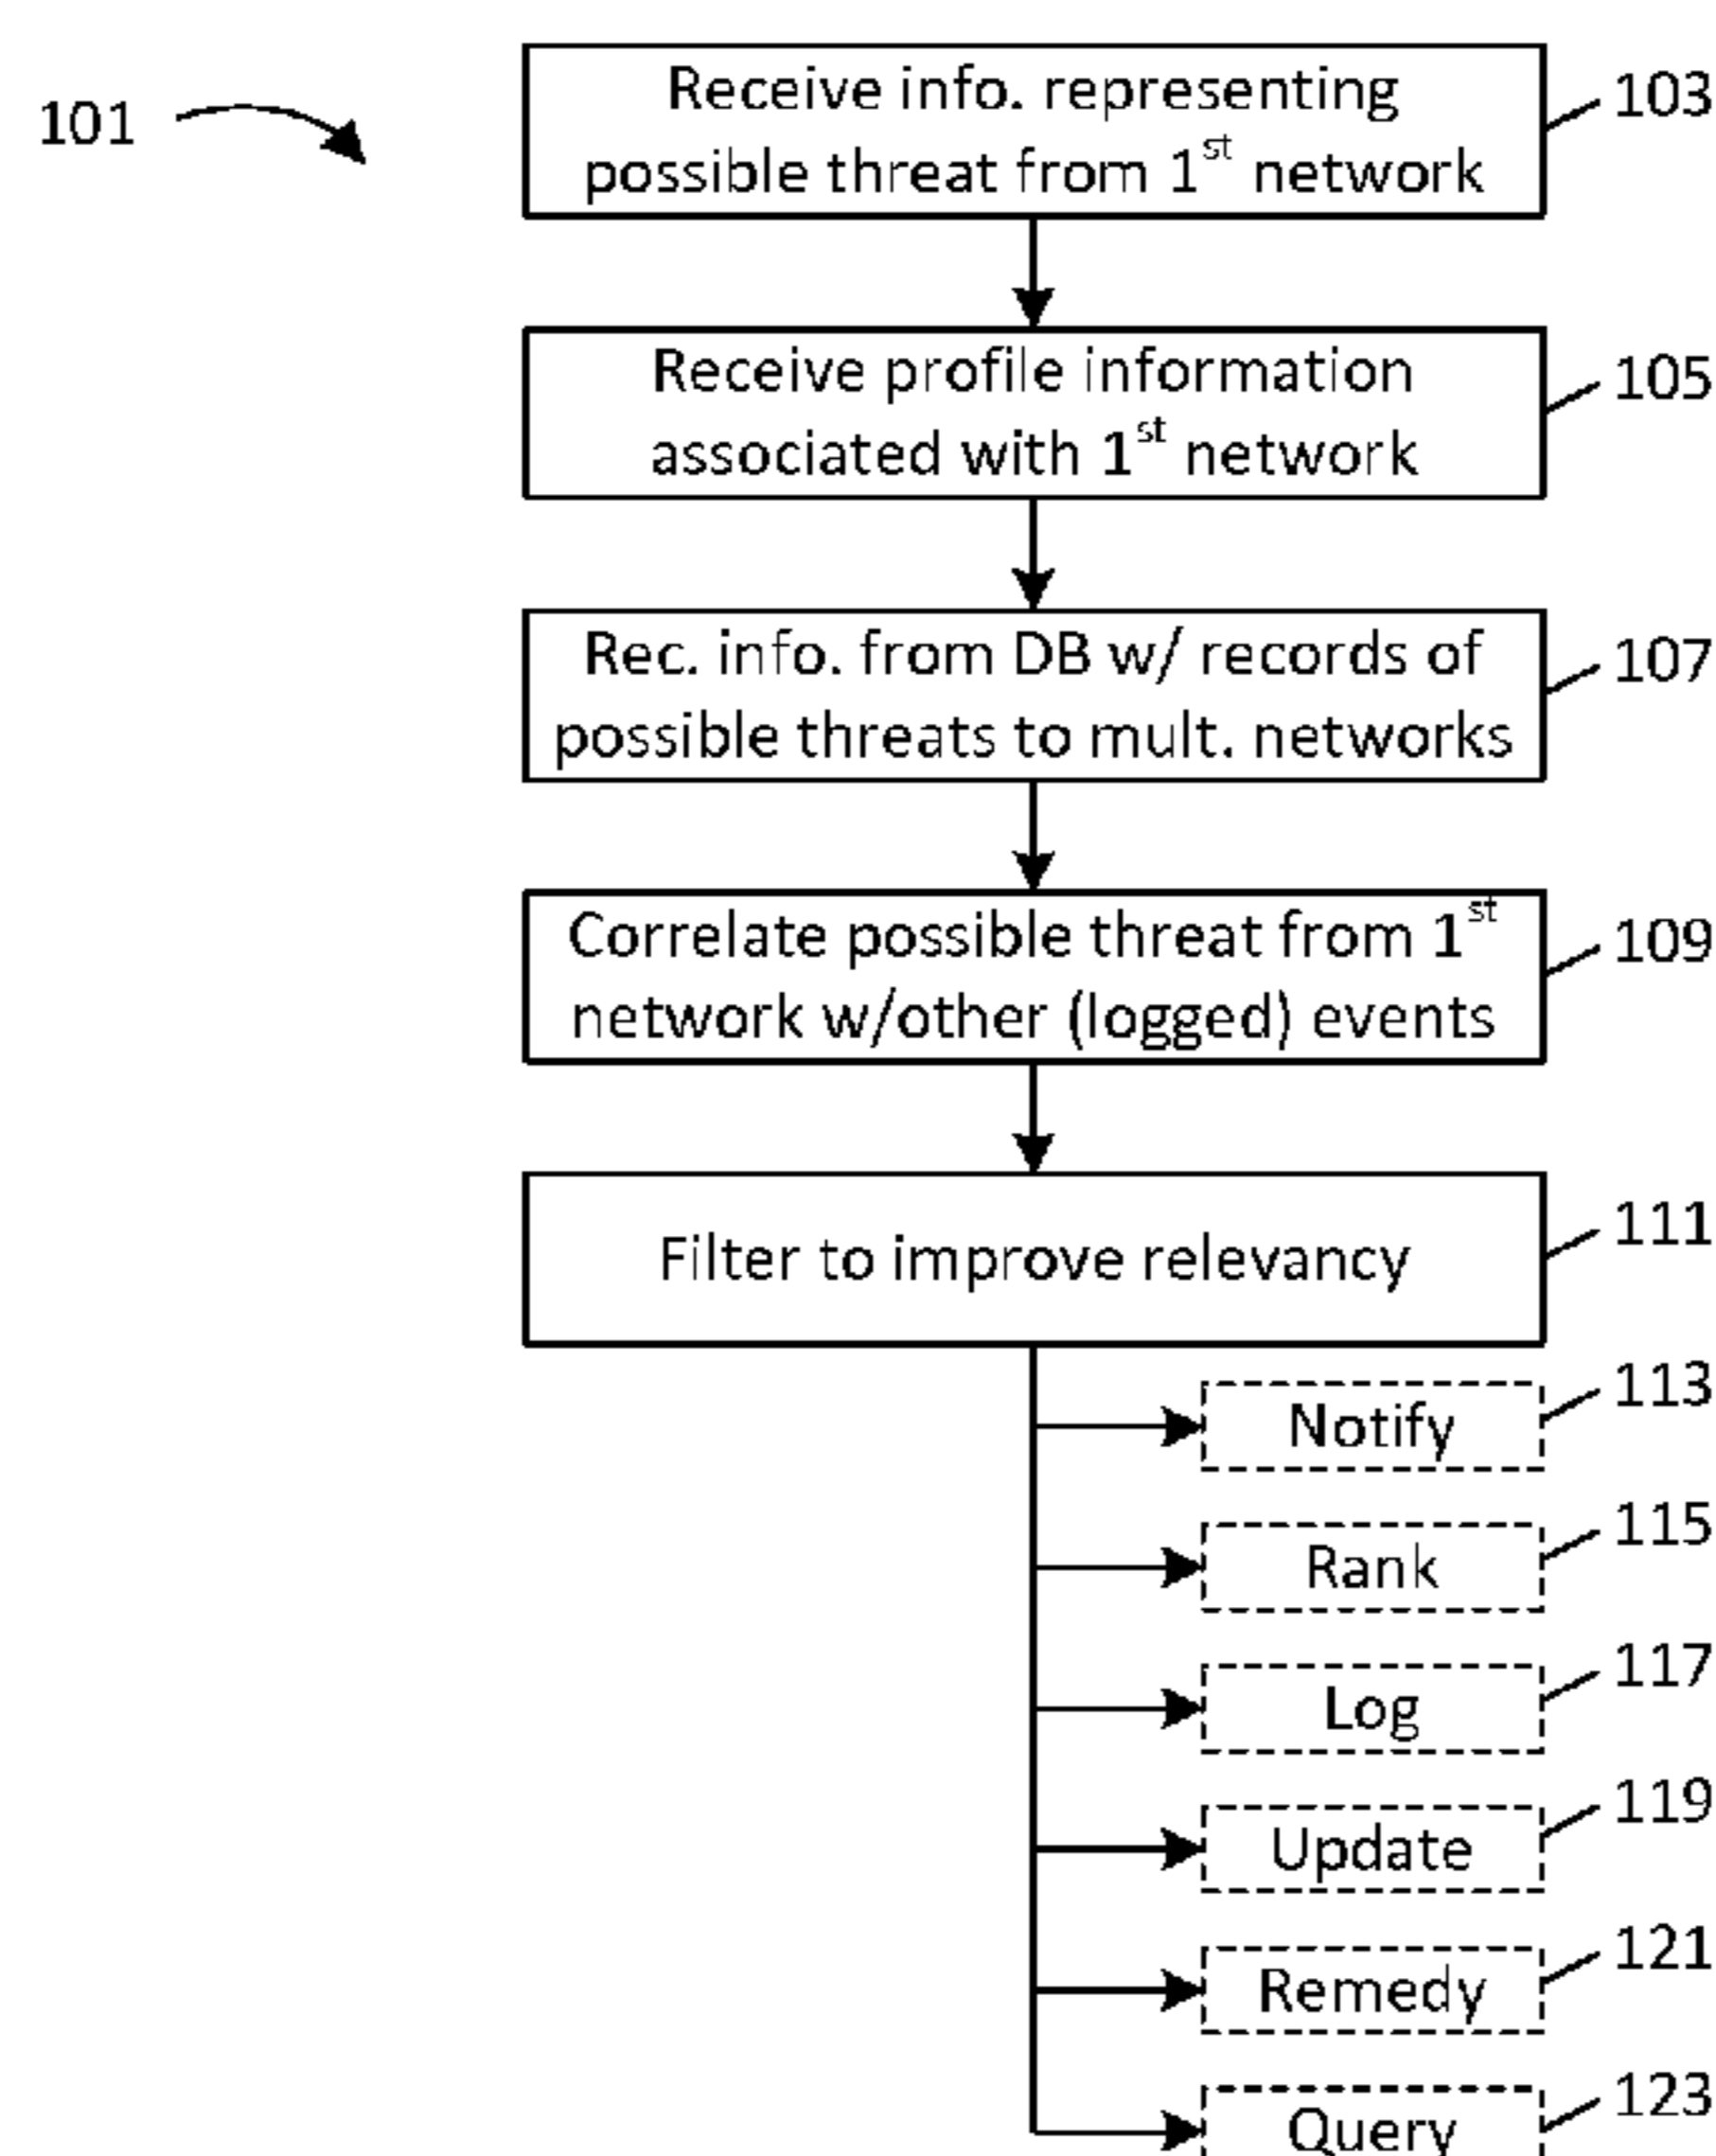 101
Receive info. representing
possible threat from 1st network
103
Receive profile information
associated with 1st network
105
Rec. info. from DB w/ records of
possible threats to mult. networks
107
Correlate possible threat from 1st
network w/other (logged) events
109
Filter to improve relevancy
111
Notify
113
Rank
115
Log
117
Update
119
Remedy
121
Query
123